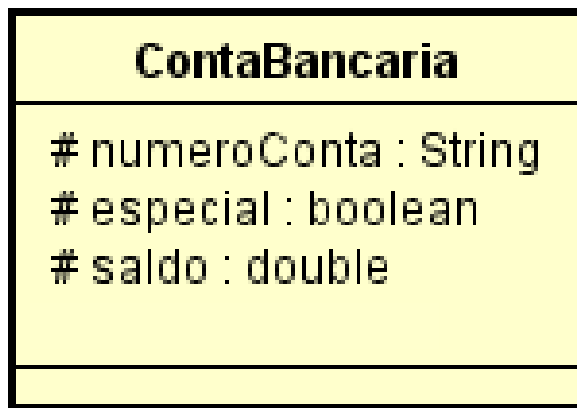 ContaBancaria
# numeroConta : String
# especial : boolean
# saldo : double